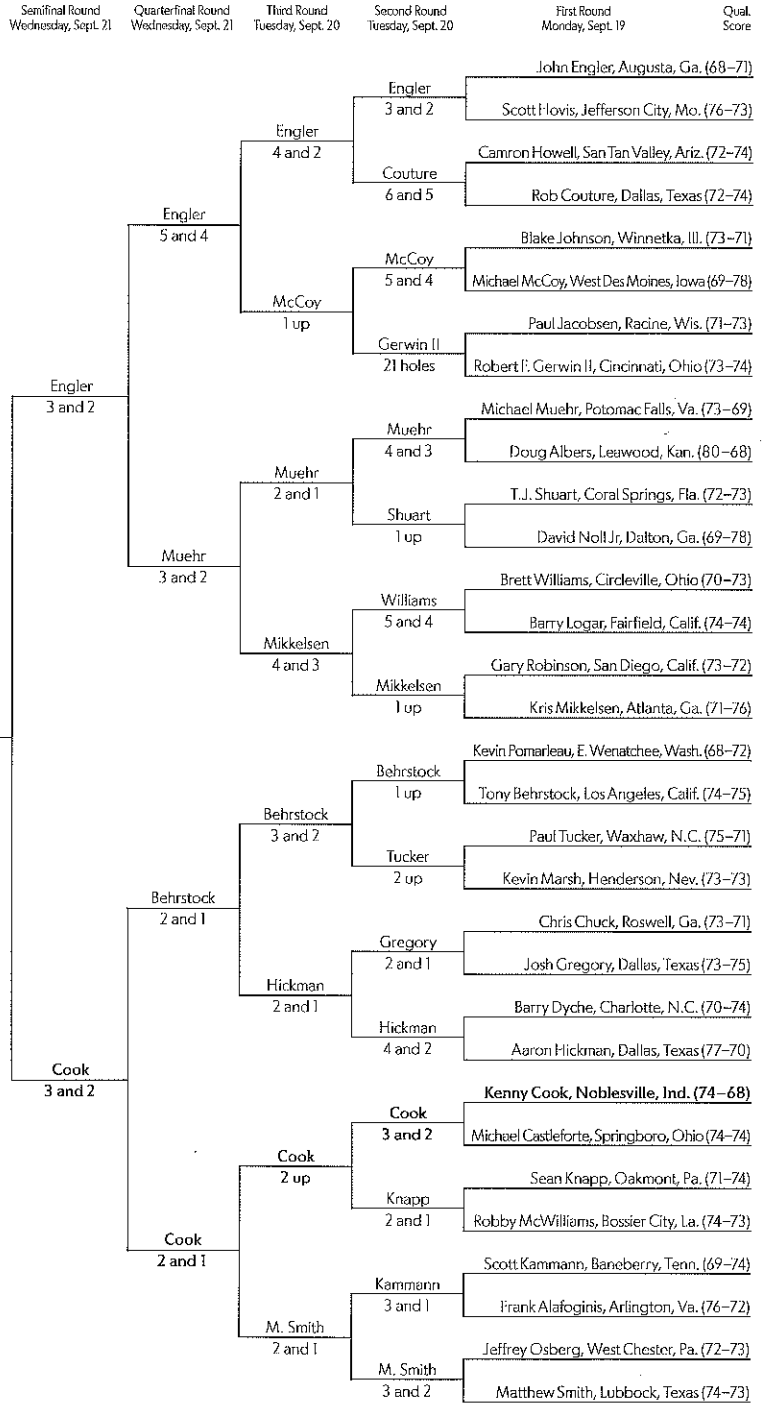 Semifinal Round
Wednesday, Sept. 21
Quarterfinal Round
Wednesday, Sept. 21
Third Round
Tuesday, Sept. 20
Second Round
Tuesday, Sept. 20
First Round
Monday, Sept. 19
Qual.
Score
John Engler, Augusta, Ga. (68–71)
Engler
3 and 2
Scott Hovis, Jefferson City, Mo. (76–73)
Engler
4 and 2
Camron Howell, San Tan Valley, Ariz. (72–74)
Couture
6 and 5
Rob Couture, Dallas, Texas (72–74)
Engler
5 and 4
Blake Johnson, Winnetka, Ill. (73–71)
McCoy
5 and 4
Michael McCoy, West Des Moines, Iowa (69–78)
McCoy
1 up
Paul Jacobsen, Racine, Wis. (71–73)
Gerwin II
21 holes
Robert F. Gerwin II, Cincinnati, Ohio (73–74)
Engler
3 and 2
Michael Muehr, Potomac Falls, Va. (73–69)
Muehr
4 and 3
Doug Albers, Leawood, Kan. (80–68)
Muehr
2 and 1
T.J. Shuart, Coral Springs, Fla. (72–73)
Shuart
1 up
David Noll Jr, Dalton, Ga. (69–78)
Muehr
3 and 2
Brett Williams, Circleville, Ohio (70–73)
Williams
5 and 4
Barry Logar, Fairfield, Calif. (74–74)
Mikkelsen
4 and 3
Gary Robinson, San Diego, Calif. (73–72)
Mikkelsen
1 up
Kris Mikkelsen, Atlanta, Ga. (71–76)
Kevin Pomarleau, E. Wenatchee, Wash. (68–72)
Behrstock
1 up
Tony Behrstock, Los Angeles, Calif. (74–75)
Behrstock
3 and 2
Paul Tucker, Waxhaw, N.C. (75–71)
Tucker
2 up
Kevin Marsh, Henderson, Nev. (73–73)
Behrstock
2 and 1
Chris Chuck, Roswell, Ga. (73–71)
Gregory
2 and 1
Josh Gregory, Dallas, Texas (73–75)
Hickman
2 and 1
Barry Dyche, Charlotte, N.C. (70–74)
Hickman
4 and 2
Aaron Hickman, Dallas, Texas (77–70)
Cook
3 and 2
Kenny Cook, Noblesville, Ind. (74–68)
Cook
3 and 2
Michael Castleforte, Springboro, Ohio (74–74)
Cook
2 up
Sean Knapp, Oakmont, Pa. (71–74)
Knapp
2 and 1
Robby McWilliams, Bossier City, La. (74–73)
Cook
2 and 1
Scott Kammann, Baneberry, Tenn. (69–74)
Kammann
3 and 1
Frank Alafoginis, Arlington, Va. (76–72)
M. Smith
2 and 1
Jeffrey Osberg, West Chester, Pa. (72–73)
M. Smith
3 and 2
Matthew Smith, Lubbock, Texas (74–73)